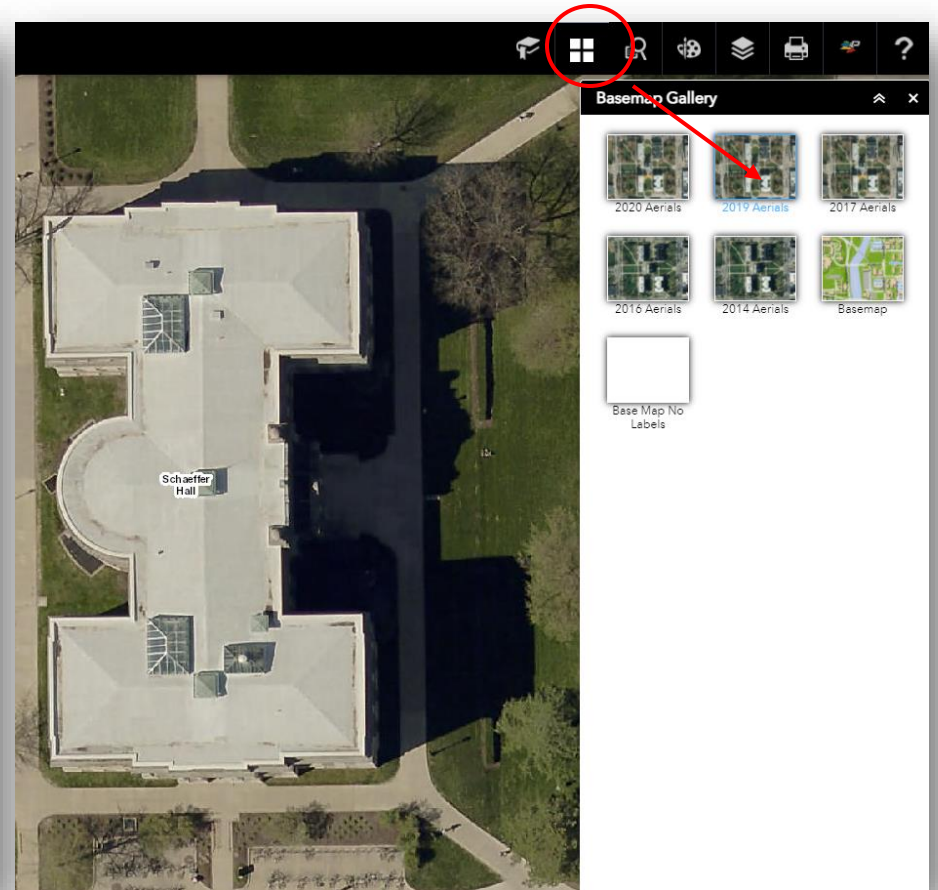 ?
Basemap Gallery
2020 Aerials
2019 Aerials
2017 Aerials
2016 Aerials
2014 Aerials
Basemap
Base Map No
Labels
Schaeffer
Hall